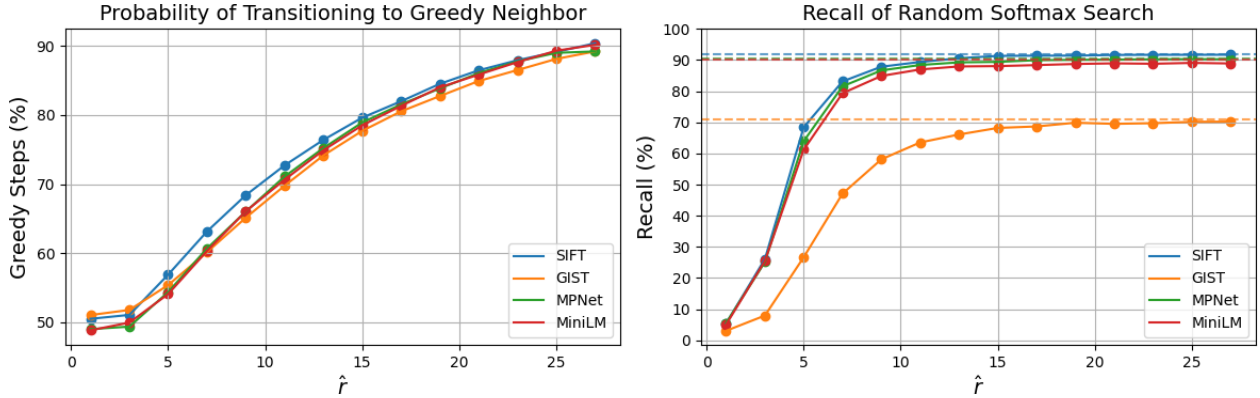 Probability of Transitioning to Greedy Neighbor
Greedy Steps (%)
90
80
70
60
50
0 5 10 15 20 25
r̂
SIFT
GIST
MPNet
MiniLM
Recall of Random Softmax Search
Recall (%)
100
90
80
70
60
50
40
30
20
10
0
0 5 10 15 20 25
r̂
SIFT
GIST
MPNet
MiniLM